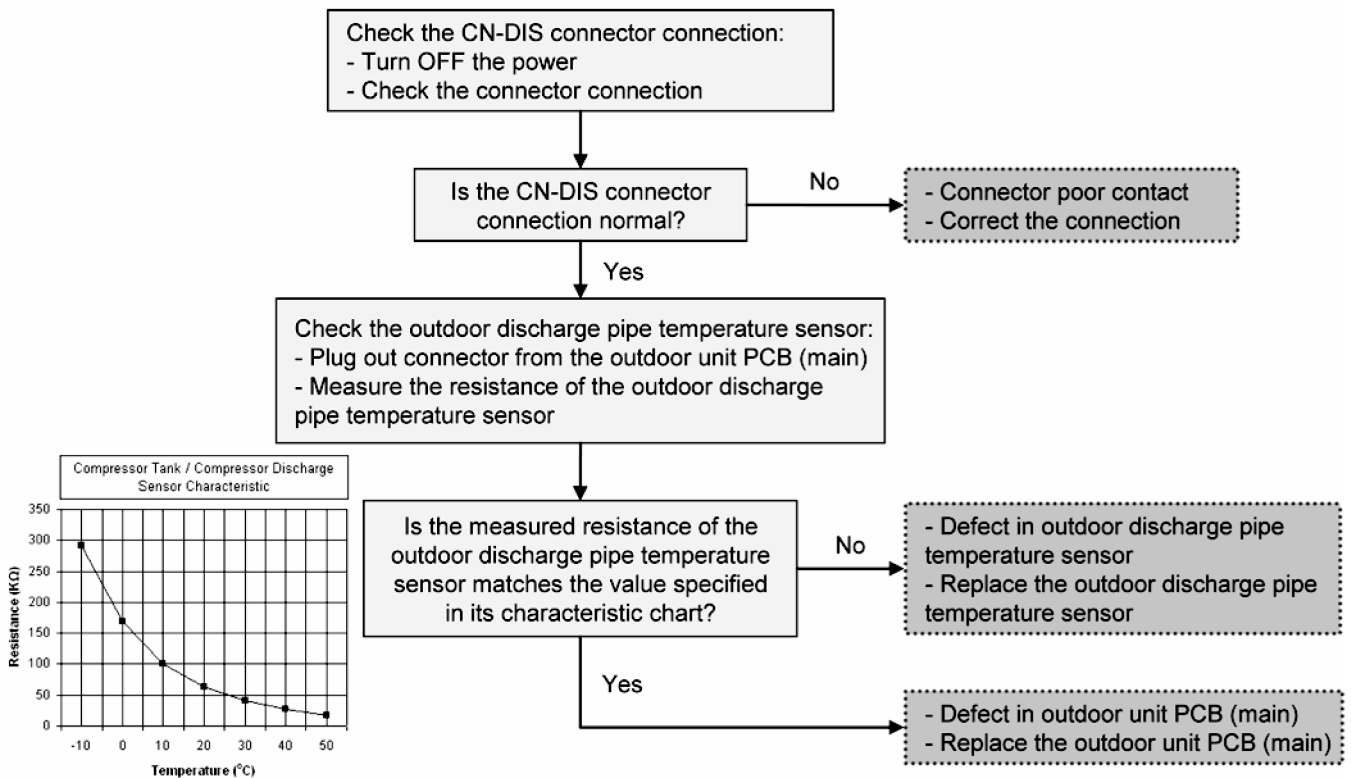 Check the CN-DIS connector connection:
- Turn OFF the power
- Check the connector connection
Is the CN-DIS connector
connection normal?
No
- Connector poor contact
- Correct the connection
Yes
Check the outdoor discharge pipe temperature sensor:
- Plug out connector from the outdoor unit PCB (main)
- Measure the resistance of the outdoor discharge
pipe temperature sensor
Compressor Tank / Compressor Discharge
Sensor Characteristic
350
300
250
200
150
100
50
0
Resistance (KΩ)
-10 0 10 20 30 40 50
Temperature (°C)
Is the measured resistance of the
outdoor discharge pipe temperature
sensor matches the value specified
in its characteristic chart?
No
- Defect in outdoor discharge pipe
temperature sensor
- Replace the outdoor discharge pipe
temperature sensor
Yes
- Defect in outdoor unit PCB (main)
- Replace the outdoor unit PCB (main)